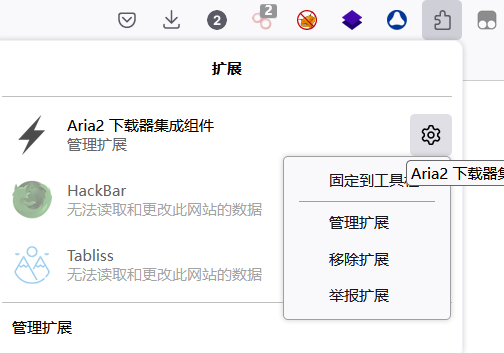 2
2
扩展
Aria2 下载器集成组件
管理扩展
Aria2 下载器集
固定到工具栏
HackBar
无法读取和更改此网站的数据
管理扩展
Tabliss
无法读取和更改此网站的数据
移除扩展
举报扩展
管理扩展